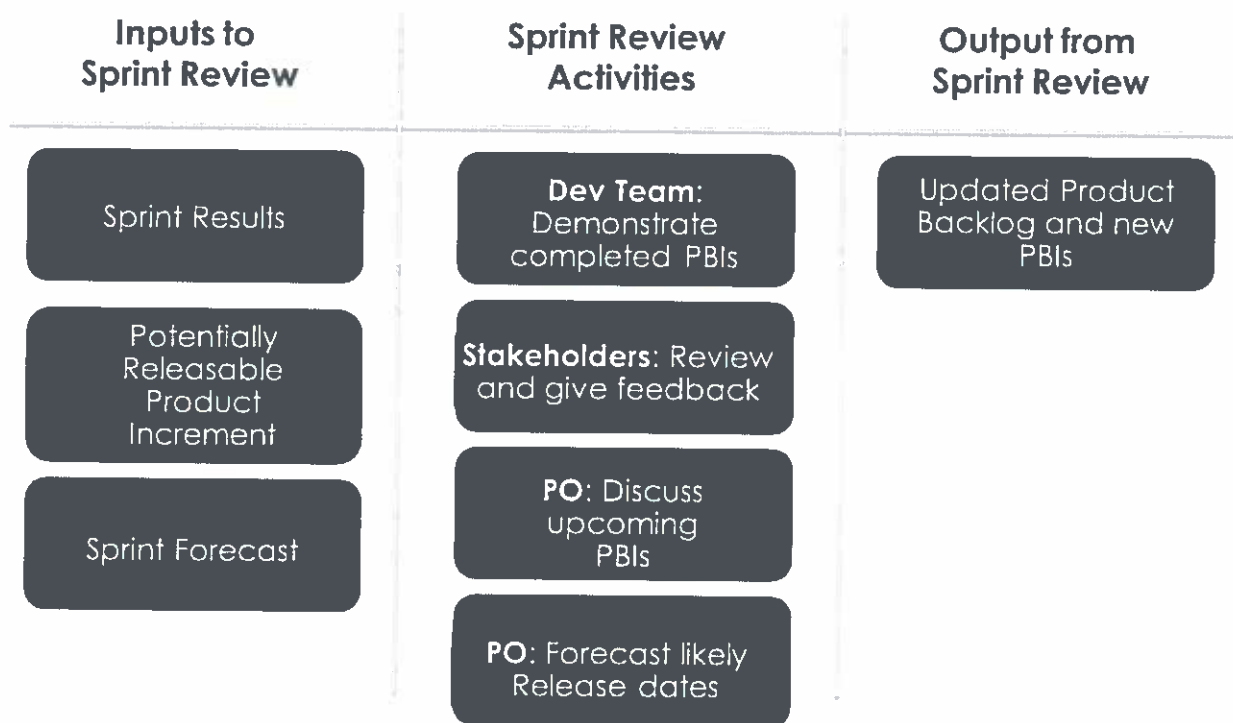 Inputs to
Sprint Review
Sprint Review
Activities
Output from
Sprint Review
Sprint Results
Potentially
Releasable
Product
Increment
Sprint Forecast
Dev Team:
Demonstrate
completed PBIs
Stakeholders: Review
and give feedback
PO: Discuss
upcoming
PBIs
PO: Forecast likely
Release dates
Updated Product
Backlog and new
PBIs